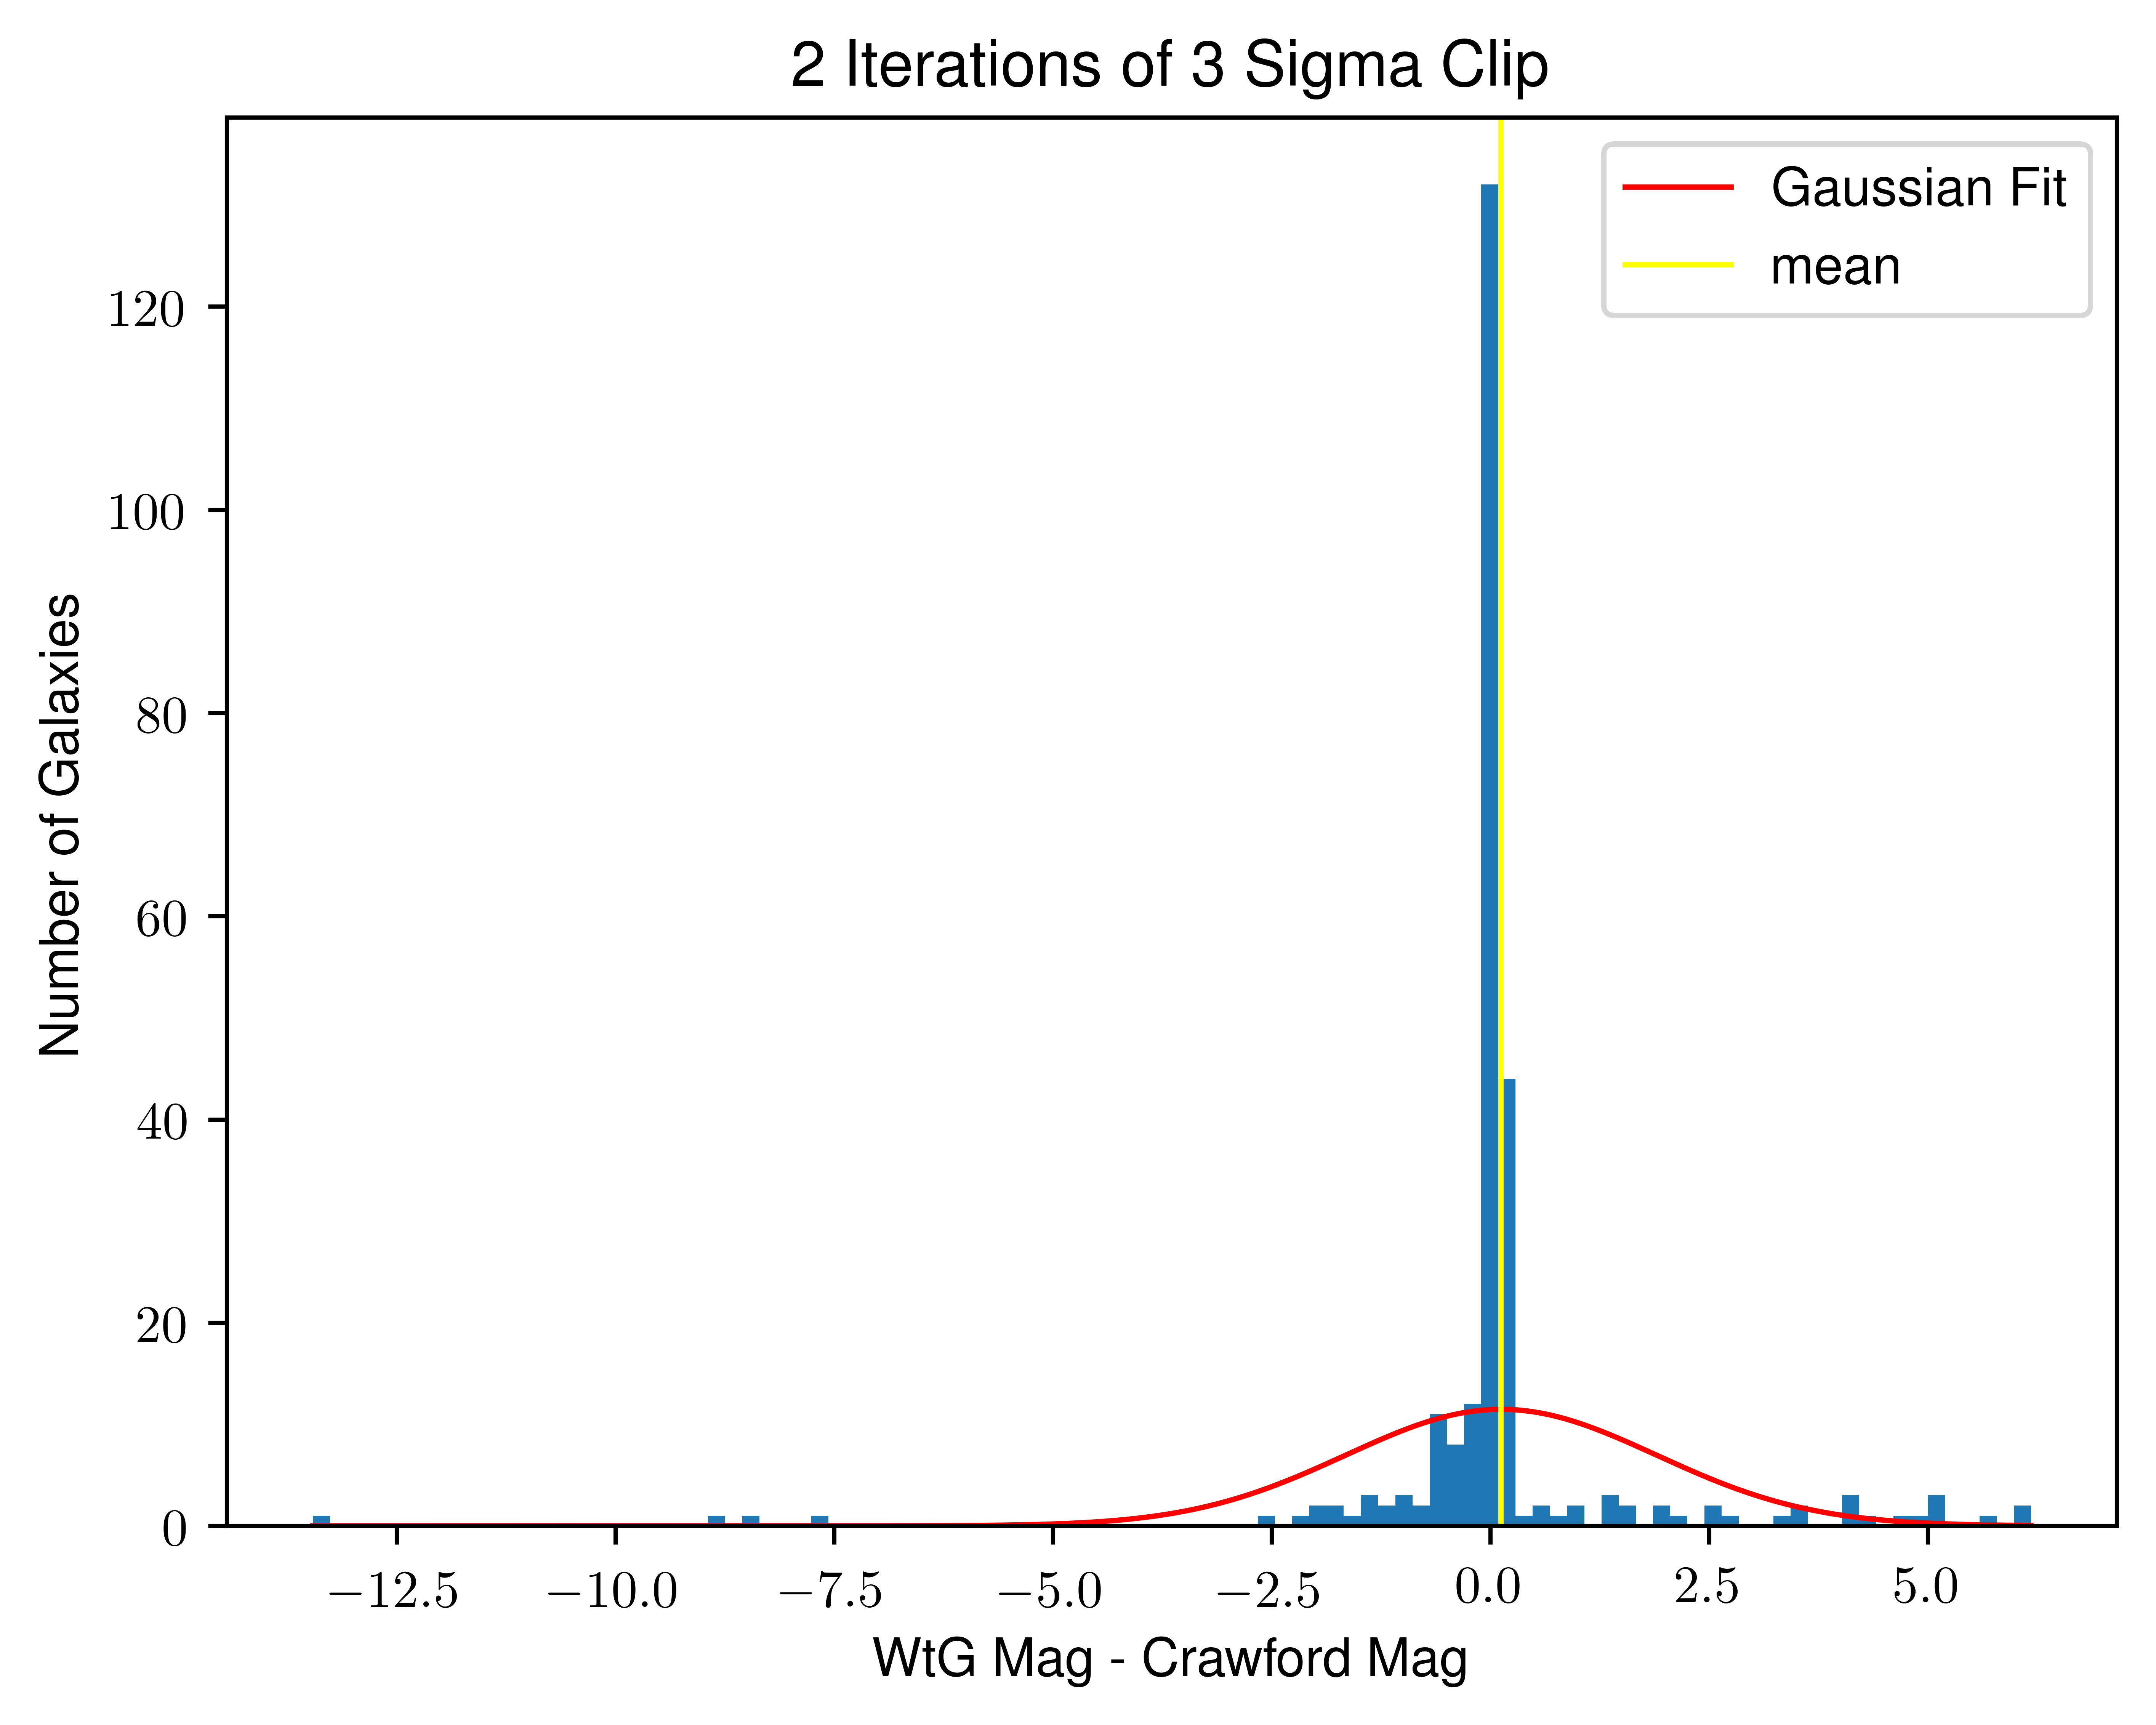 2 Iterations of 3 Sigma Clip
Gaussian Fit
mean
120
100
80
60
40
20
0
Number of Galaxies
−12.5 −10.0 −7.5 −5.0 −2.5 0.0 2.5 5.0
WtG Mag - Crawford Mag